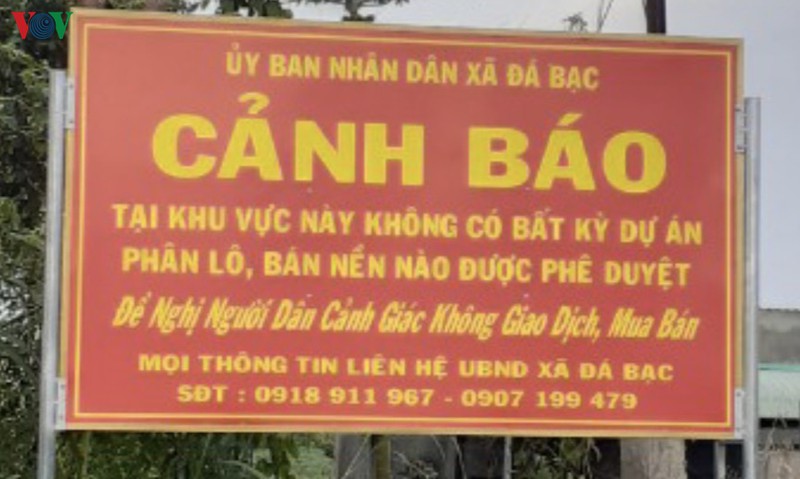 VOV
ỦY BAN NHÂN DÂN XÃ ĐÁ BẠC
CẢNH BÁO
TẠI KHU VỰC NÀY KHÔNG CÓ BẤT KỲ DỰ ÁN
PHÂN LÔ, BÁN NỀN NÀO ĐƯỢC PHÊ DUYỆT
Đề Nghị Người Dân Cảnh Giác Không Giao Dịch, Mua Bán
MỌI THÔNG TIN LIÊN HỆ UBND XÃ ĐÁ BẠC
SĐT : 0918 911 967 - 0907 199 479